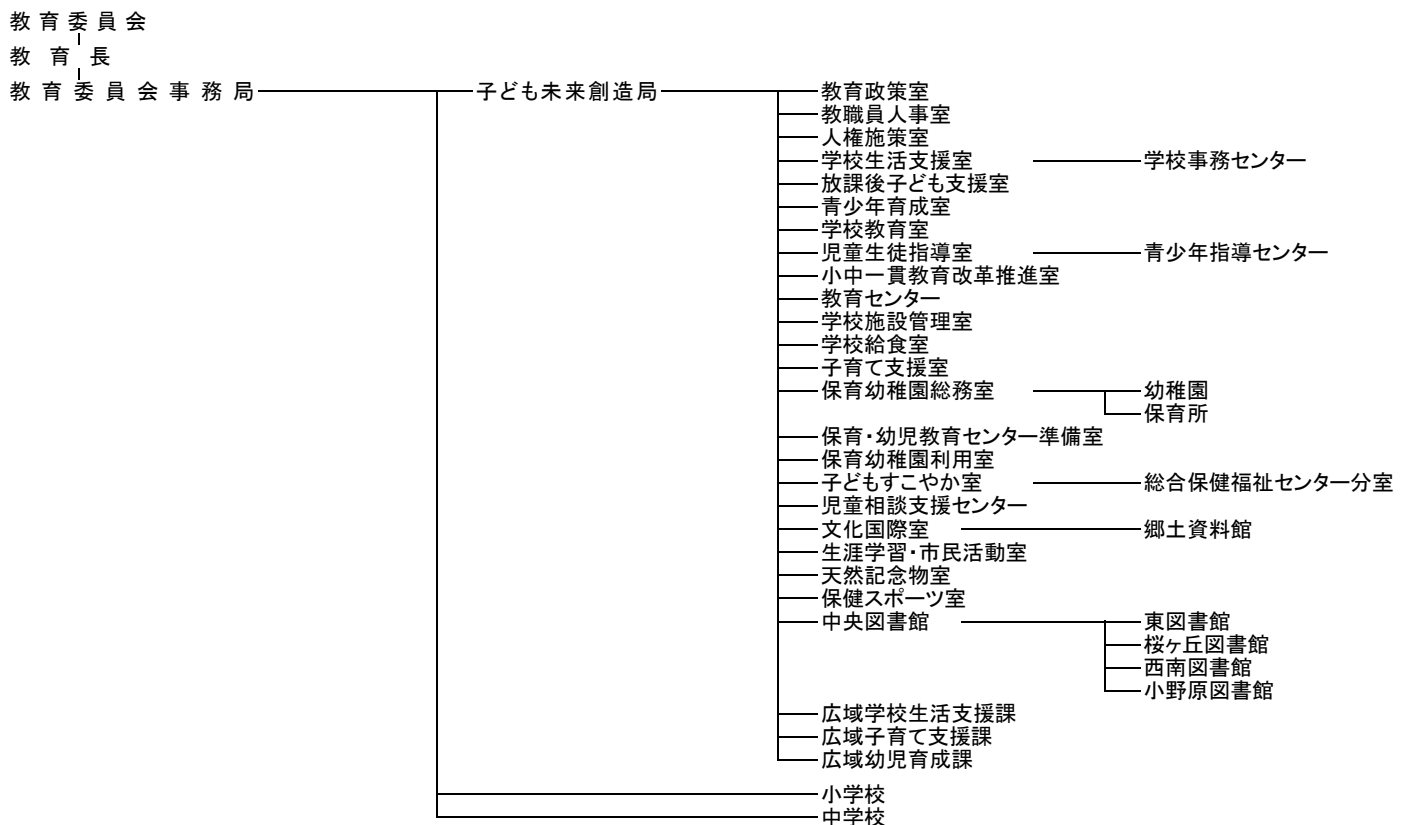 教育委員会
教育長
教育委員会事務局 子ども未来創造局 教育政策室
教職員人事室
人権施策室
学校生活支援室 学校事務センター
放課後子ども支援室
青少年育成室
学校教育室
児童生徒指導室 青少年指導センター
小中一貫教育改革推進室
教育センター
学校施設管理室
学校給食室
子育て支援室
保育幼稚園総務室 幼稚園
保育所
保育・幼児教育センター準備室
保育幼稚園利用室
子どもすこやか室 総合保健福祉センター分室
児童相談支援センター
文化国際室 郷土資料館
生涯学習・市民活動室
天然記念物室
保健スポーツ室
中央図書館 東図書館
桜ヶ丘図書館
西南図書館
小野原図書館
広域学校生活支援課
広域子育て支援課
広域幼児育成課
小学校
中学校